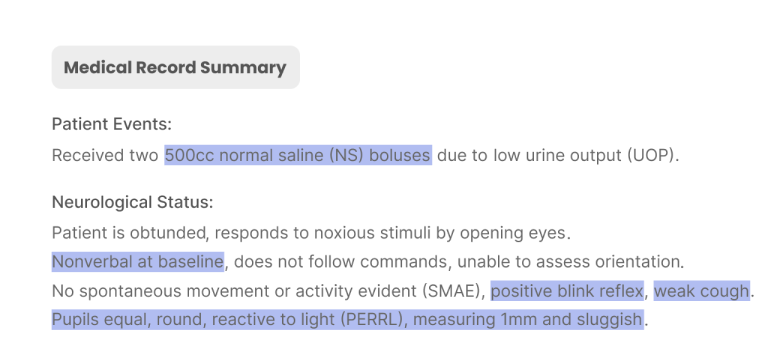 Medical Record Summary
Patient Events:
Received two 500cc normal saline (NS) boluses due to low urine output (UOP).
Neurological Status:
Patient is obtunded, responds to noxious stimuli by opening eyes.
Nonverbal at baseline, does not follow commands, unable to assess orientation.
No spontaneous movement or activity evident (SMAE), positive blink reflex, weak cough.
Pupils equal, round, reactive to light (PERRL), measuring 1mm and sluggish.